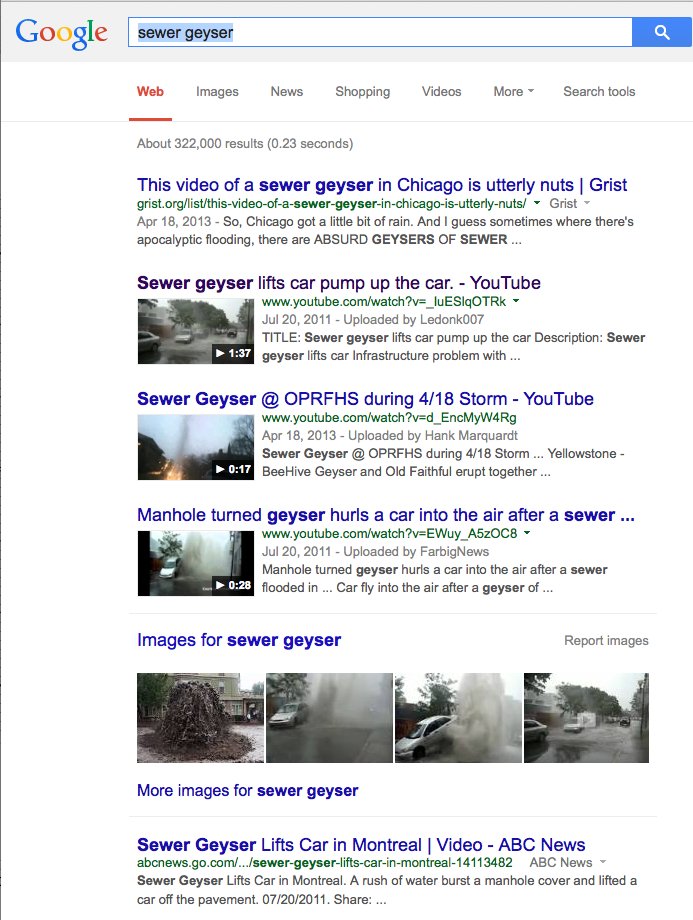 Google
sewer geyser
Web Images News Shopping Videos More Search tools
About 322,000 results (0.23 seconds)
This video of a sewer geyser in Chicago is utterly nuts | Grist
grist.org/list/this-video-of-a-sewer-geyser-in-chicago-is-utterly-nuts/ Grist
Apr 18, 2013 - So, Chicago got a little bit of rain. And I guess sometimes where there's
apocalyptic flooding, there are ABSURD GEYSERS OF SEWER ...
Sewer geyser lifts car pump up the car. - YouTube
www.youtube.com/watch?v=_IuESlqOTRk
Jul 20, 2011 - Uploaded by Ledonk007
TITLE: Sewer geyser lifts car pump up the car Description: Sewer
geyser lifts car Infrastructure problem with ...
1:37
Sewer Geyser @ OPRFHS during 4/18 Storm - YouTube
www.youtube.com/watch?v=d_EncMyW4Rg
Apr 18, 2013 - Uploaded by Hank Marquardt
Sewer Geyser @ OPRFHS during 4/18 Storm ... Yellowstone -
BeeHive Geyser and Old Faithful erupt together ...
0:17
Manhole turned geyser hurls a car into the air after a sewer ...
www.youtube.com/watch?v=EWuy_A5zOC8
Jul 20, 2011 - Uploaded by FarbigNews
Manhole turned geyser hurls a car into the air after a sewer
flooded in ... Car fly into the air after a geyser of ...
0:28
Images for sewer geyser Report images
More images for sewer geyser
Sewer Geyser Lifts Car in Montreal | Video - ABC News
abcnews.go.com/.../sewer-geyser-lifts-car-in-montreal-14113482 ABC News
Sewer Geyser Lifts Car in Montreal. A rush of water burst a manhole cover and lifted a
car off the pavement. 07/20/2011. Share: ...